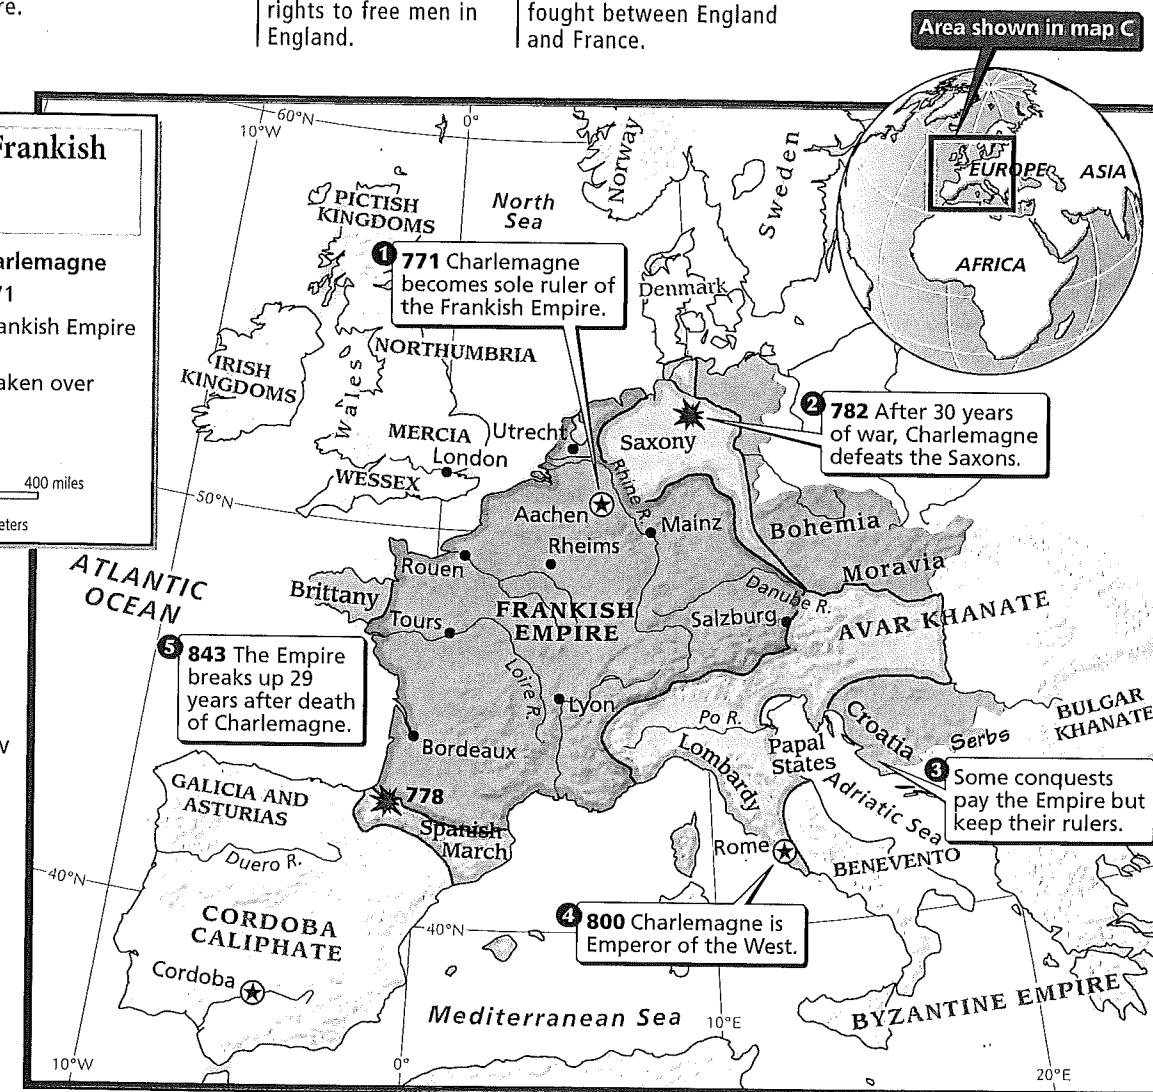 re.
rights to free men in
England.
fought between England
and France.
Area shown in map C
EUROPE
ASIA
AFRICA
Frankish
arlemagne
71
ankish Empire
aken over
400 miles
eters
60°N
10°W
0°
Norway
Sweden
North
Sea
PICTISH
KINGDOMS
1 771 Charlemagne
becomes sole ruler of
the Frankish Empire.
Denmark
NORTHUMBRIA
IRISH
KINGDOMS
Wales
MERCIA
Utrecht
London
WESSEX
Saxony
2 782 After 30 years
of war, Charlemagne
defeats the Saxons.
50°N
Rhine R.
Aachen
Mainz
Bohemia
Rheims
Rouen
Moravia
ATLANTIC
OCEAN
Brittany
Tours
FRANKISH
EMPIRE
Danube R.
Salzburg
AVAR KHANATE
5 843 The Empire
breaks up 29
years after death
of Charlemagne.
Loire R.
Lyon
Po R.
Croatia
Serbs
BULGAR
KHANATE
Bordeaux
Lombardy
Papal
States
3 Some conquests
pay the Empire but
keep their rulers.
Adriatic Sea
GALICIA AND
ASTURIAS
778
Spanish
March
Duero R.
Rome
BENEVENTO
40°N
CORDOBA
CALIPHATE
40°N
4 800 Charlemagne is
Emperor of the West.
Cordoba
Mediterranean Sea
10°E
BYZANTINE EMPIRE
10°W
0°
20°E